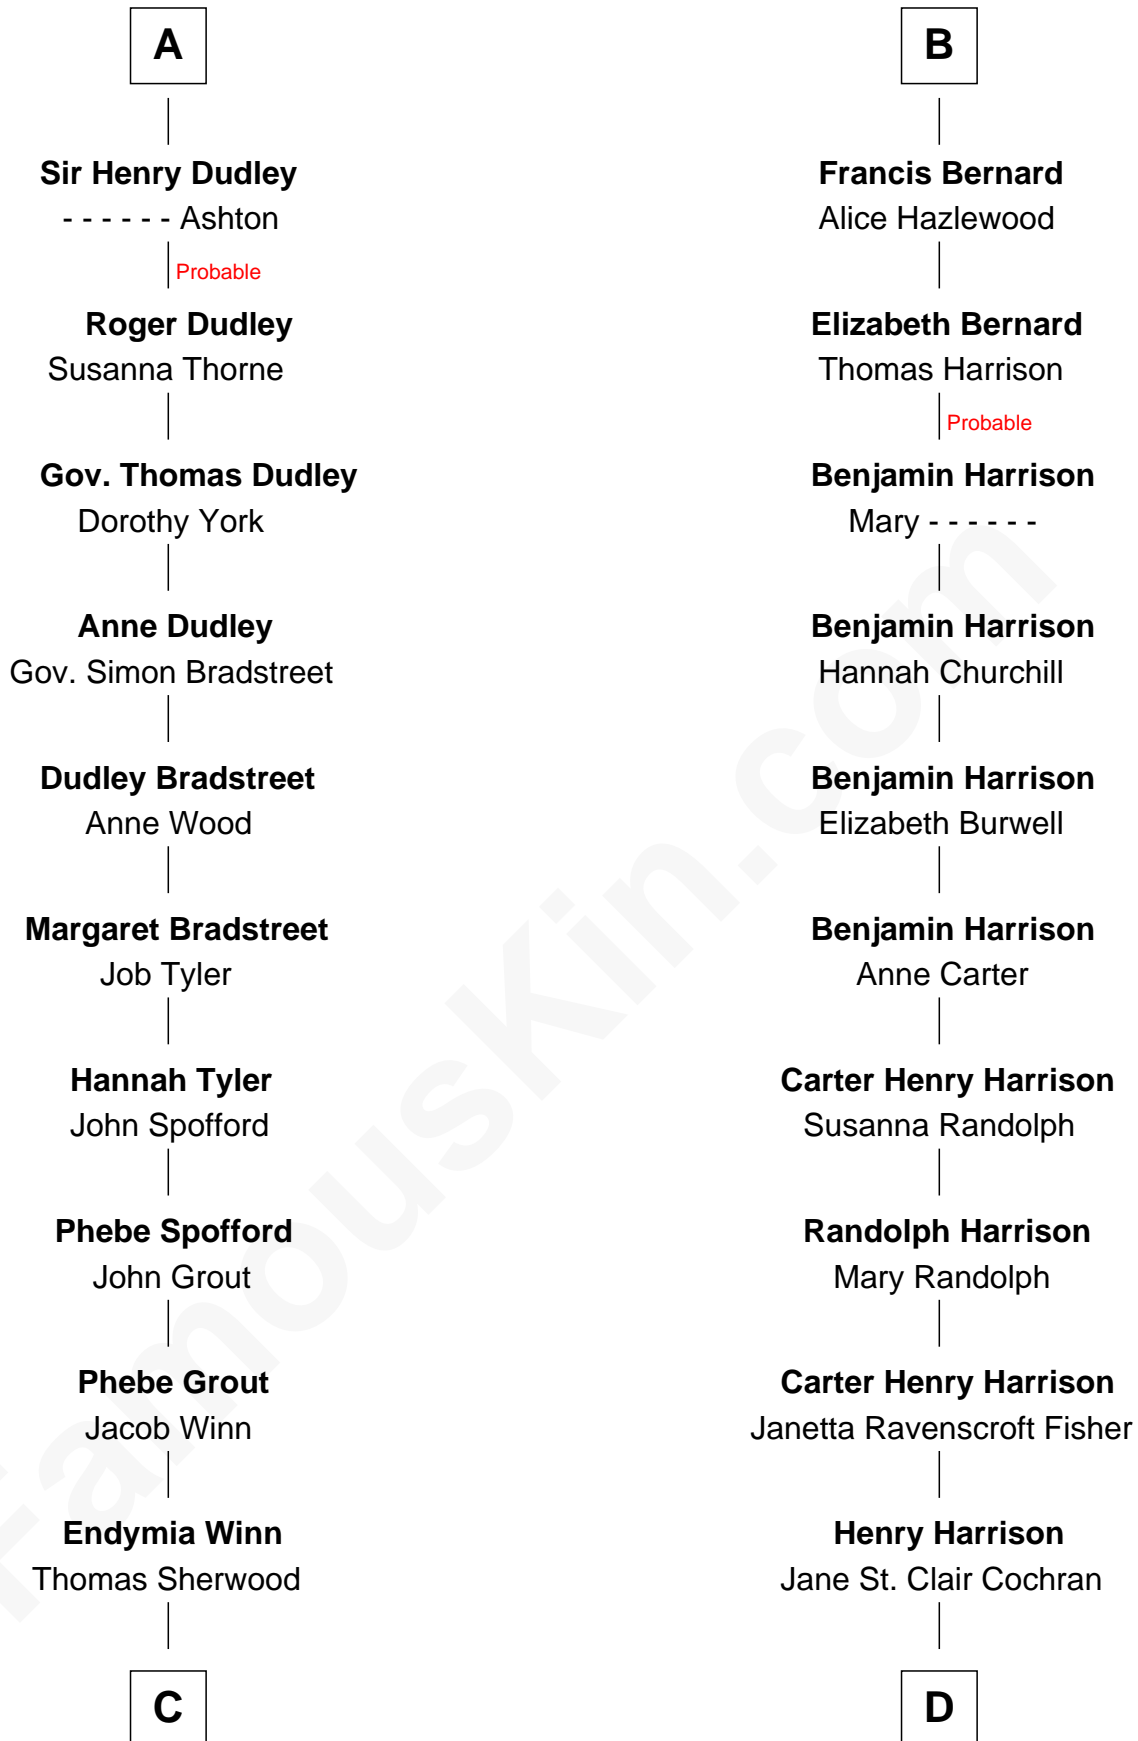 A
Sir Henry Dudley
- - - - - - Ashton
Probable
Roger Dudley
Susanna Thorne
Gov. Thomas Dudley
Dorothy York
Anne Dudley
Gov. Simon Bradstreet
Dudley Bradstreet
Anne Wood
Margaret Bradstreet
Job Tyler
Hannah Tyler
John Spofford
Phebe Spofford
John Grout
Phebe Grout
Jacob Winn
Endymia Winn
Thomas Sherwood
C
B
Francis Bernard
Alice Hazlewood
Elizabeth Bernard
Thomas Harrison
Probable
Benjamin Harrison
Mary - - - - - -
Benjamin Harrison
Hannah Churchill
Benjamin Harrison
Elizabeth Burwell
Benjamin Harrison
Anne Carter
Carter Henry Harrison
Susanna Randolph
Randolph Harrison
Mary Randolph
Carter Henry Harrison
Janetta Ravenscroft Fisher
Henry Harrison
Jane St. Clair Cochran
D
FamousKin.com